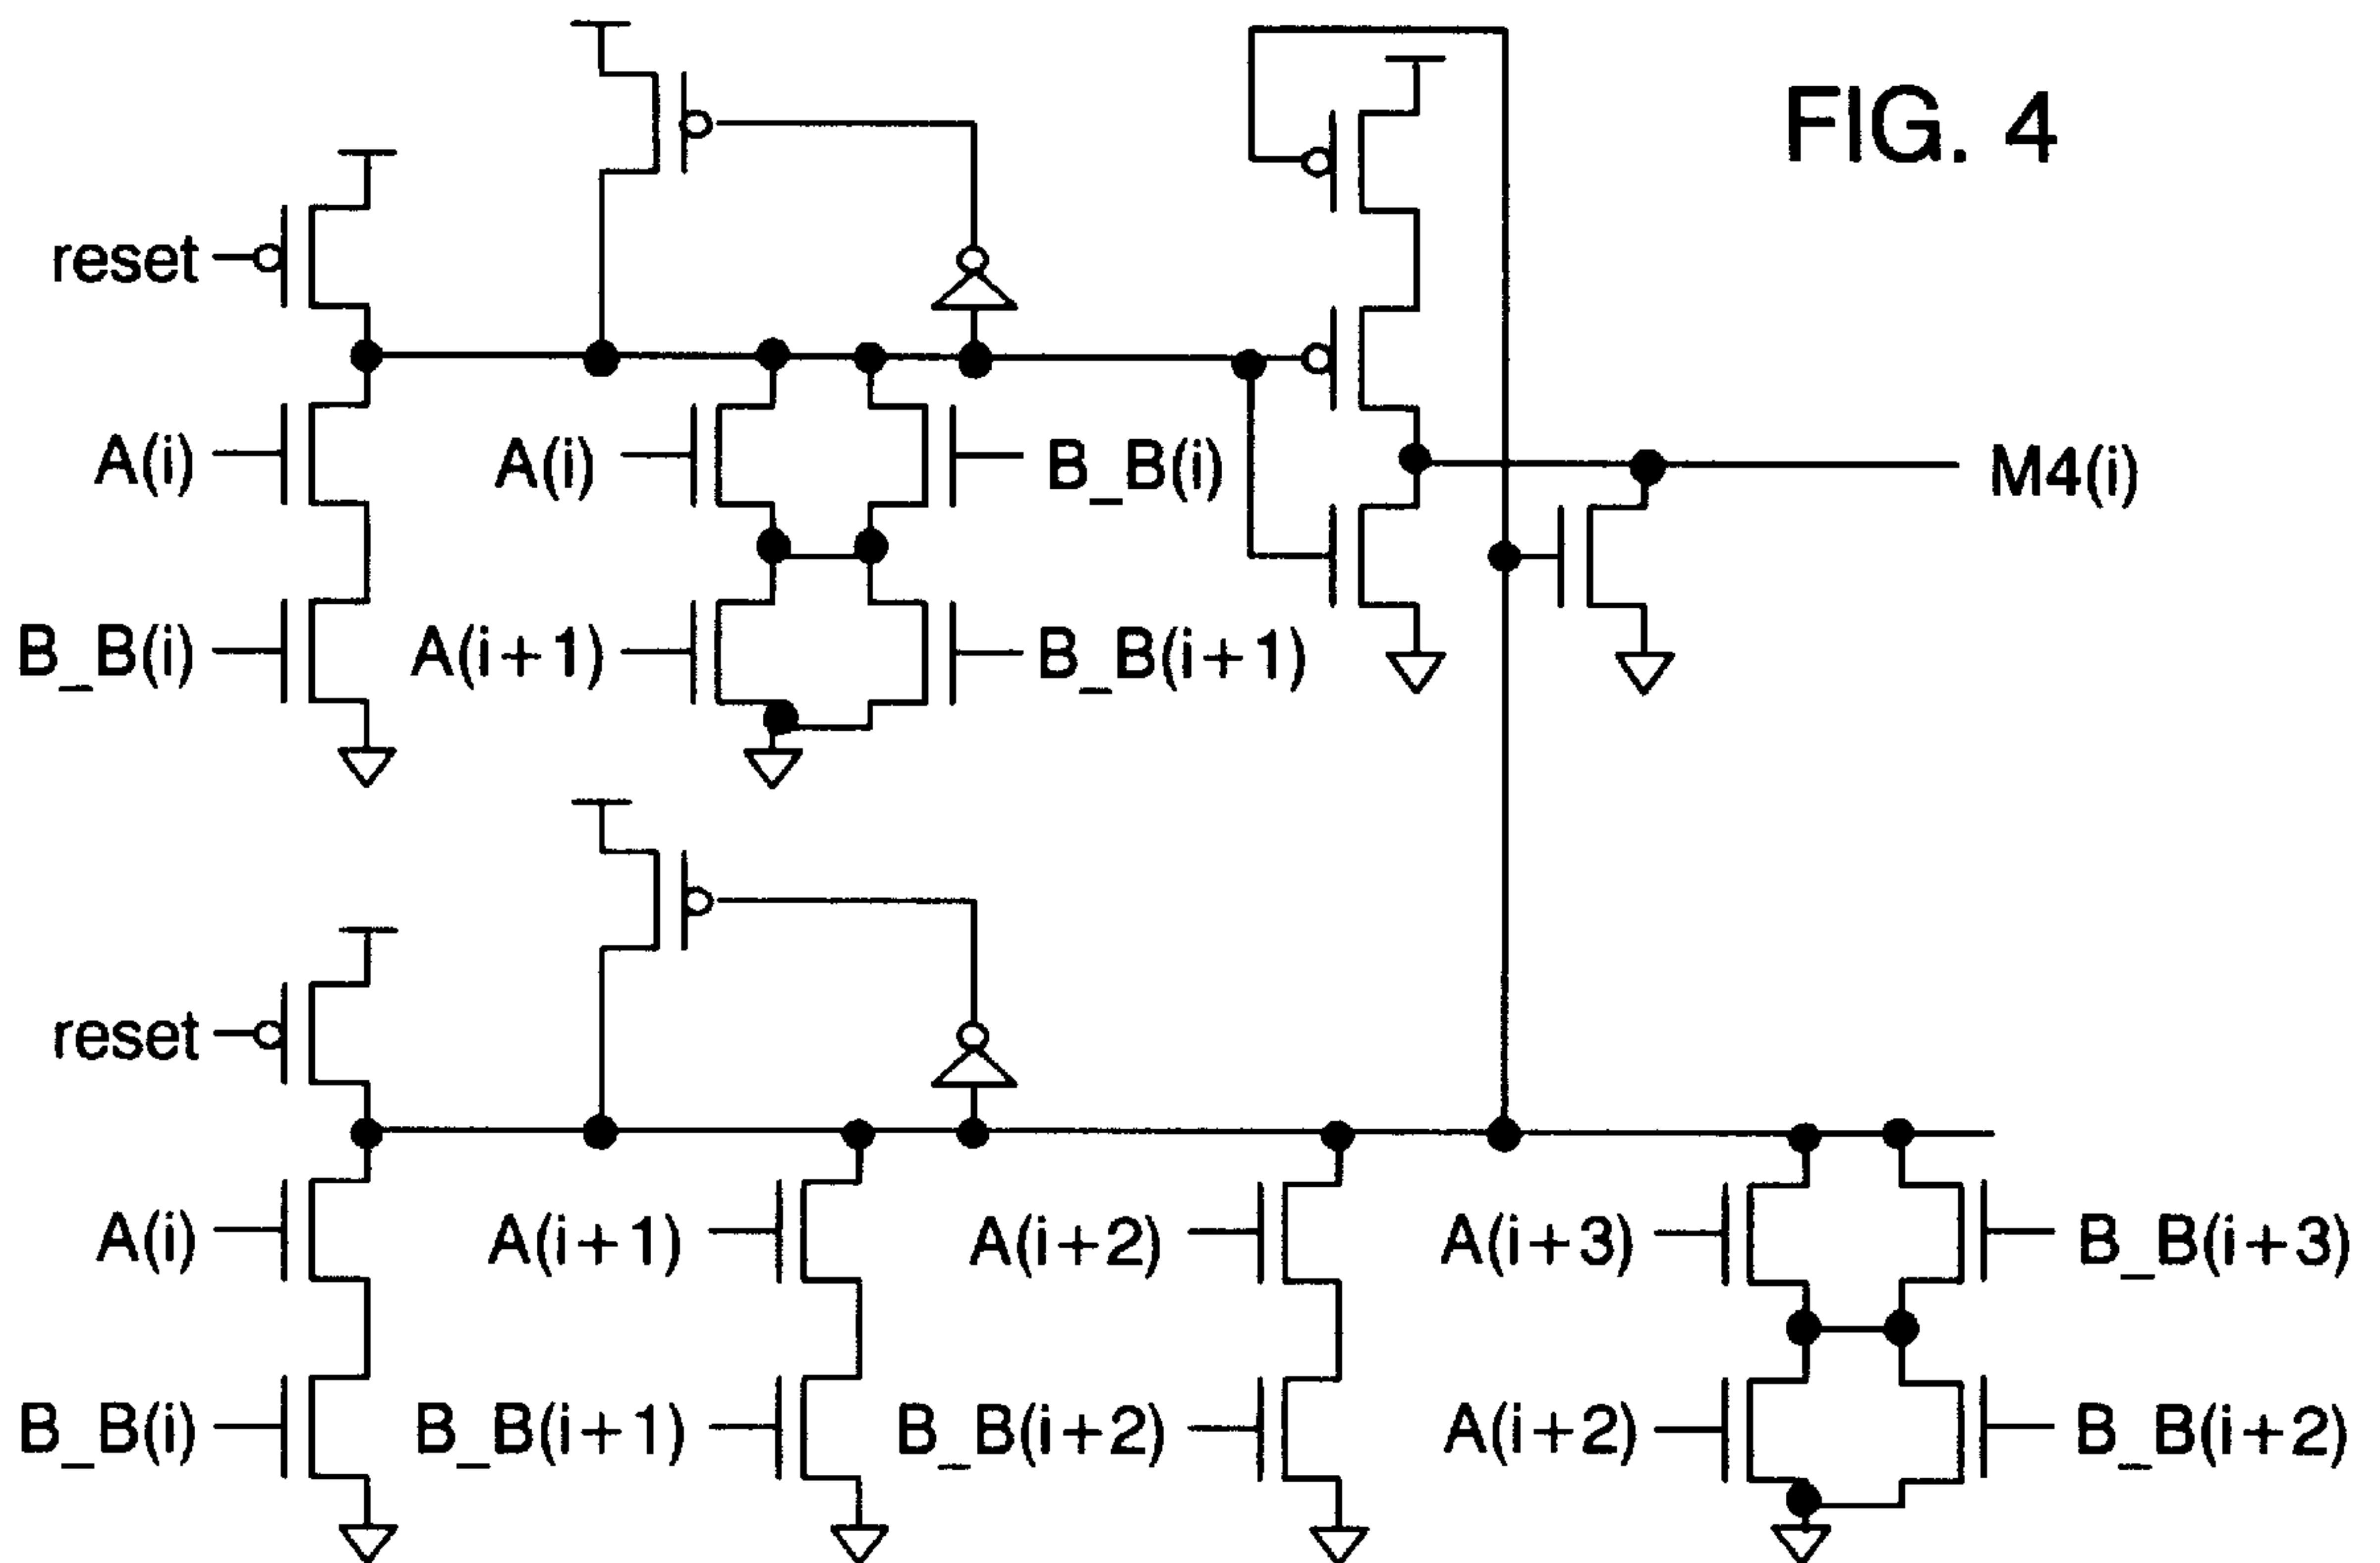 FIG. 4
reset
A(i)
A(i)
B_B(i)
M4(i)
B_B(i)
A(i+1)
B_B(i+1)
reset
A(i)
A(i+1)
A(i+2)
A(i+3)
B_B(i+3)
B_B(i)
B_B(i+1)
B_B(i+2)
A(i+2)
B_B(i+2)